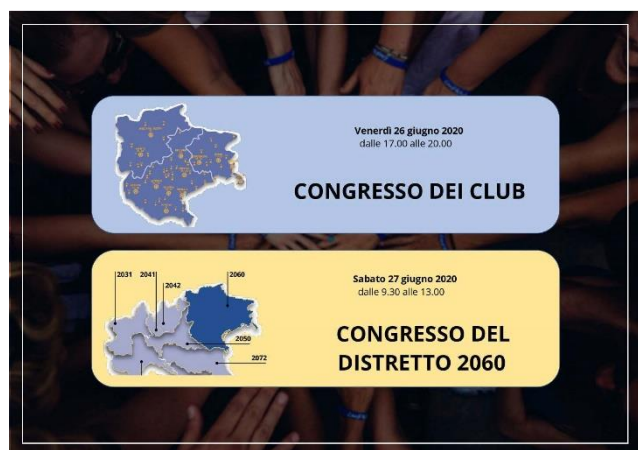 Venerdì 26 giugno 2020
dalle 17.00 alle 20.00
CONGRESSO DEI CLUB
2031
2041
2042
2060
2050
2072
Sabato 27 giugno 2020
dalle 9.30 alle 13.00
CONGRESSO DEL
DISTRETTO 2060